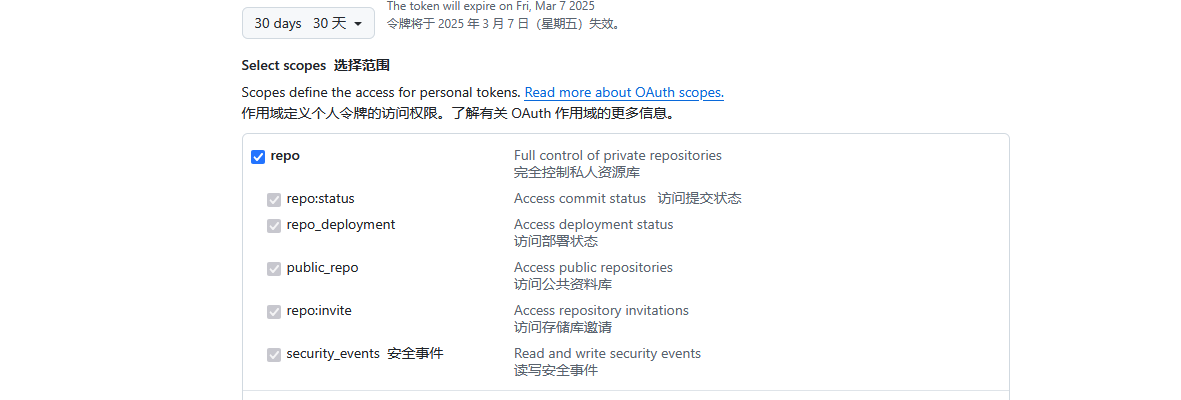 The token will expire on Fri, Mar 7 2025
30 days 30 天
令牌将于 2025 年 3 月 7 日（星期五）失效。
Select scopes 选择范围
Scopes define the access for personal tokens. Read more about OAuth scopes.
作用域定义个人令牌的访问权限。了解有关 OAuth 作用域的更多信息。
repo Full control of private repositories
完全控制私人资源库
repo:status Access commit status 访问提交状态
repo_deployment Access deployment status
访问部署状态
public_repo Access public repositories
访问公共资料库
repo:invite Access repository invitations
访问存储库邀请
security_events 安全事件 Read and write security events
读写安全事件